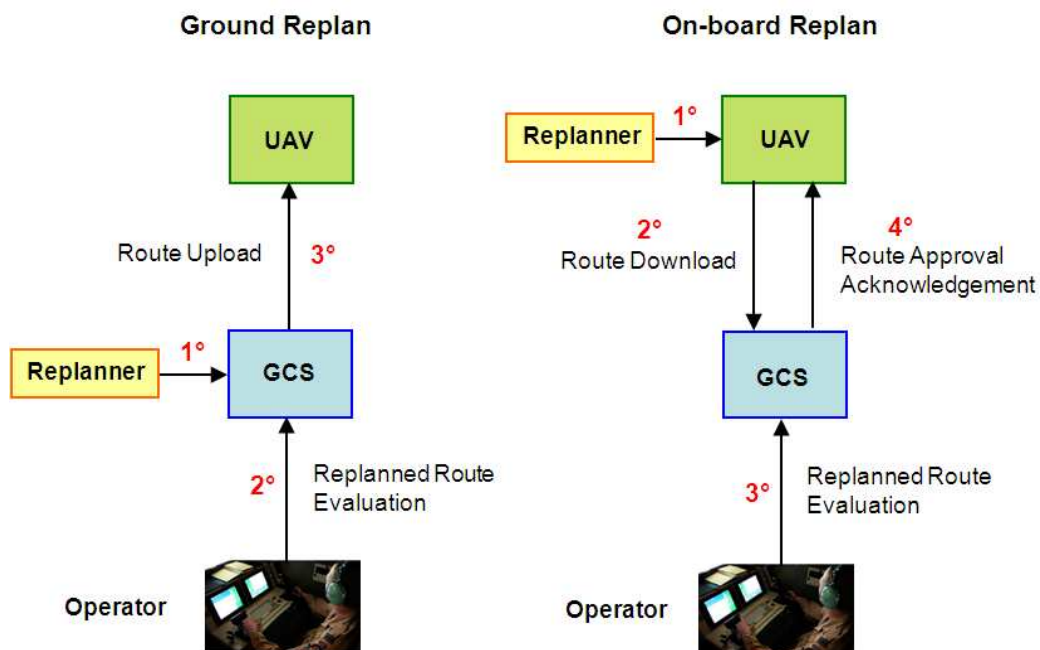 Ground Replan
UAV
Route Upload
3°
Replanner
1°
GCS
2°
Replanned Route
Evaluation
Operator
On-board Replan
Replanner
1°
UAV
2°
Route Download
4°
Route Approval
Acknowledgement
GCS
3°
Replanned Route
Evaluation
Operator